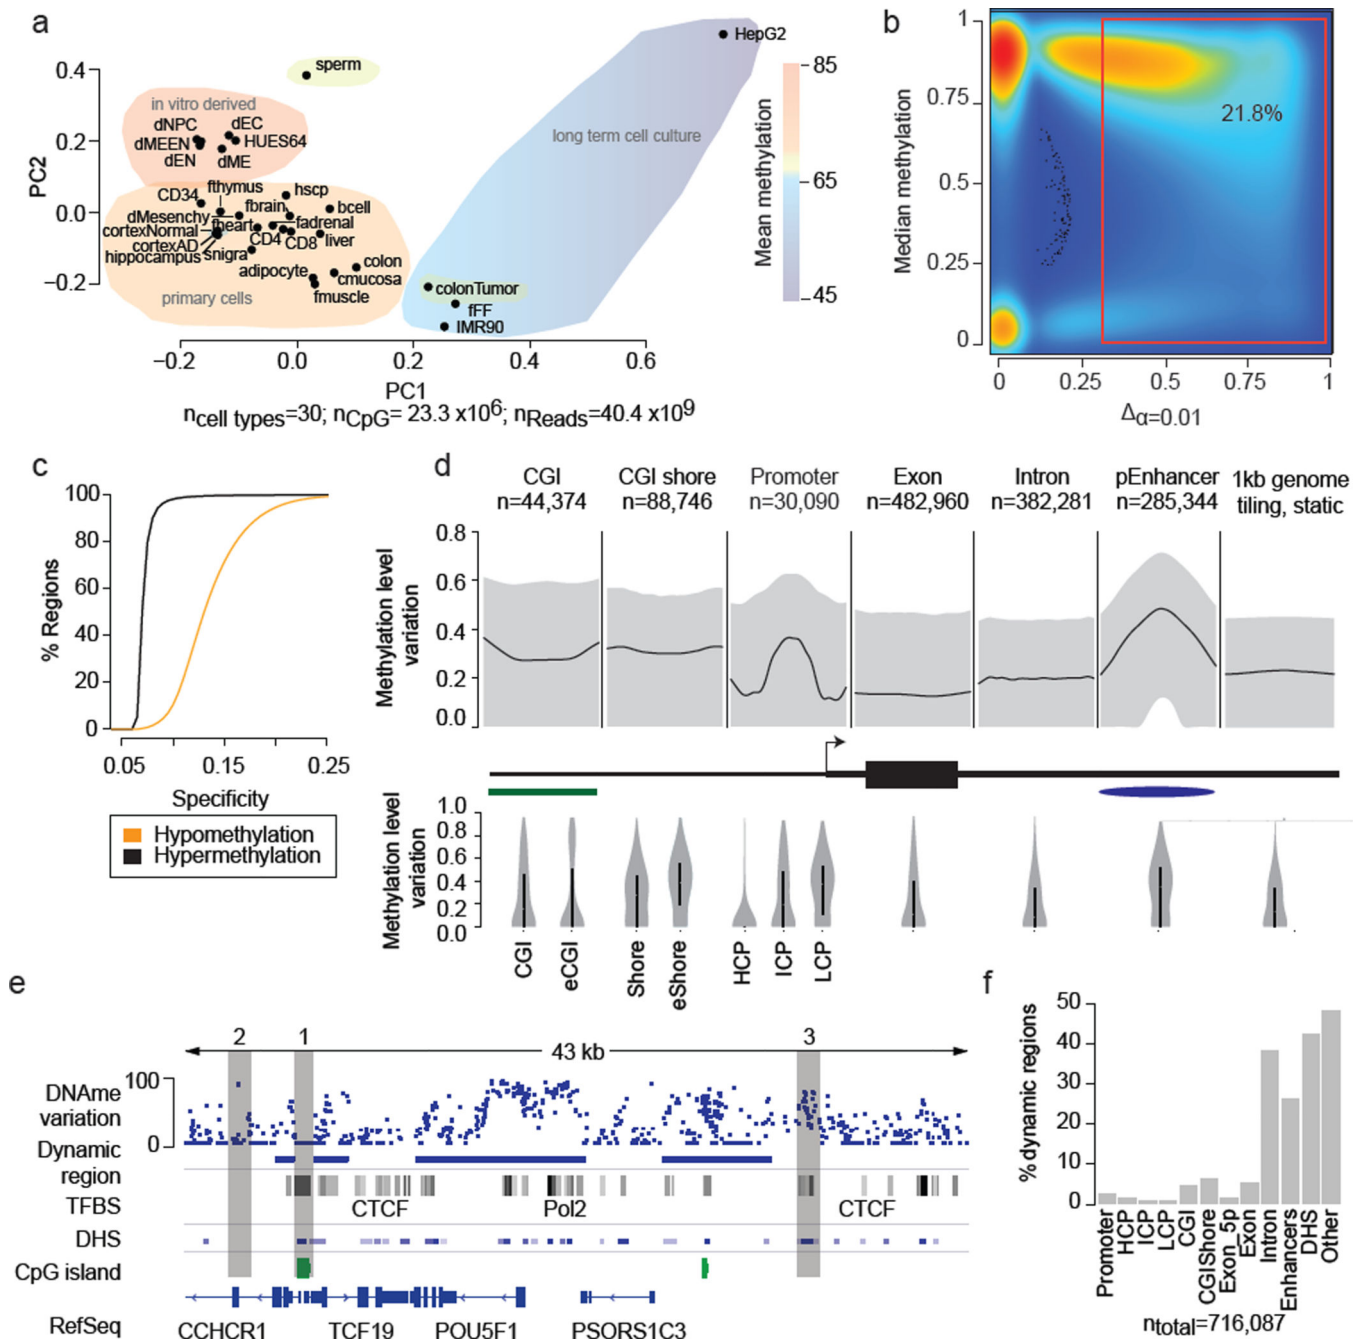 a
HepG2
0.4
0.2
0.0
−0.2
PC2
sperm
in vitro derived
dNPC
dEC
dMEEN
HUES64
dEN
dME
long term cell culture
CD34
fthymus
hscp
dMesenchy
fbrain
bcell
cortexNormal
fheart
fadrenal
cortexAD
CD4
CD8
liver
hippocampus
snigra
colon
adipocyte
cmucosa
primary cells
fmuscle
colonTumor
fFF
IMR90
−0.2
0.0
0.2
0.4
0.6
PC1
ncell types=30; nCpG= 23.3 x10^6; nReads=40.4 x10^9
Mean methylation
85
65
45
b
Median methylation
1
0.75
0.5
0.25
0
21.8%
0
0.25
0.5
0.75
1
Δα=0.01
c
% Regions
100
80
60
40
20
0
0.05
0.15
0.25
Specificity
Hypomethylation
Hypermethylation
d
CGI
n=44,374
CGI shore
n=88,746
Promoter
n=30,090
Exon
n=482,960
Intron
n=382,281
pEnhancer
n=285,344
1kb genome
tiling, static
Methylation level
variation
0.8
0.6
0.4
0.2
0.0
Methylation level
variation
1.0
0.8
0.6
0.4
0.2
0.0
CGI
eCGI
Shore
eShore
HCP
ICP
LCP
e
2
1
3
43 kb
DNAme
variation
100
0
Dynamic
region
TFBS
CTCF
Pol2
CTCF
DHS
CpG island
RefSeq
CCHCR1
TCF19
POU5F1
PSORS1C3
f
% dynamic regions
50
40
30
20
10
0
Promoter
HCP
ICP
LCP
CGI
CGIShore
Exon_5p
Exon
Intron
Enhancers
DHS
Other
ntotal=716,087